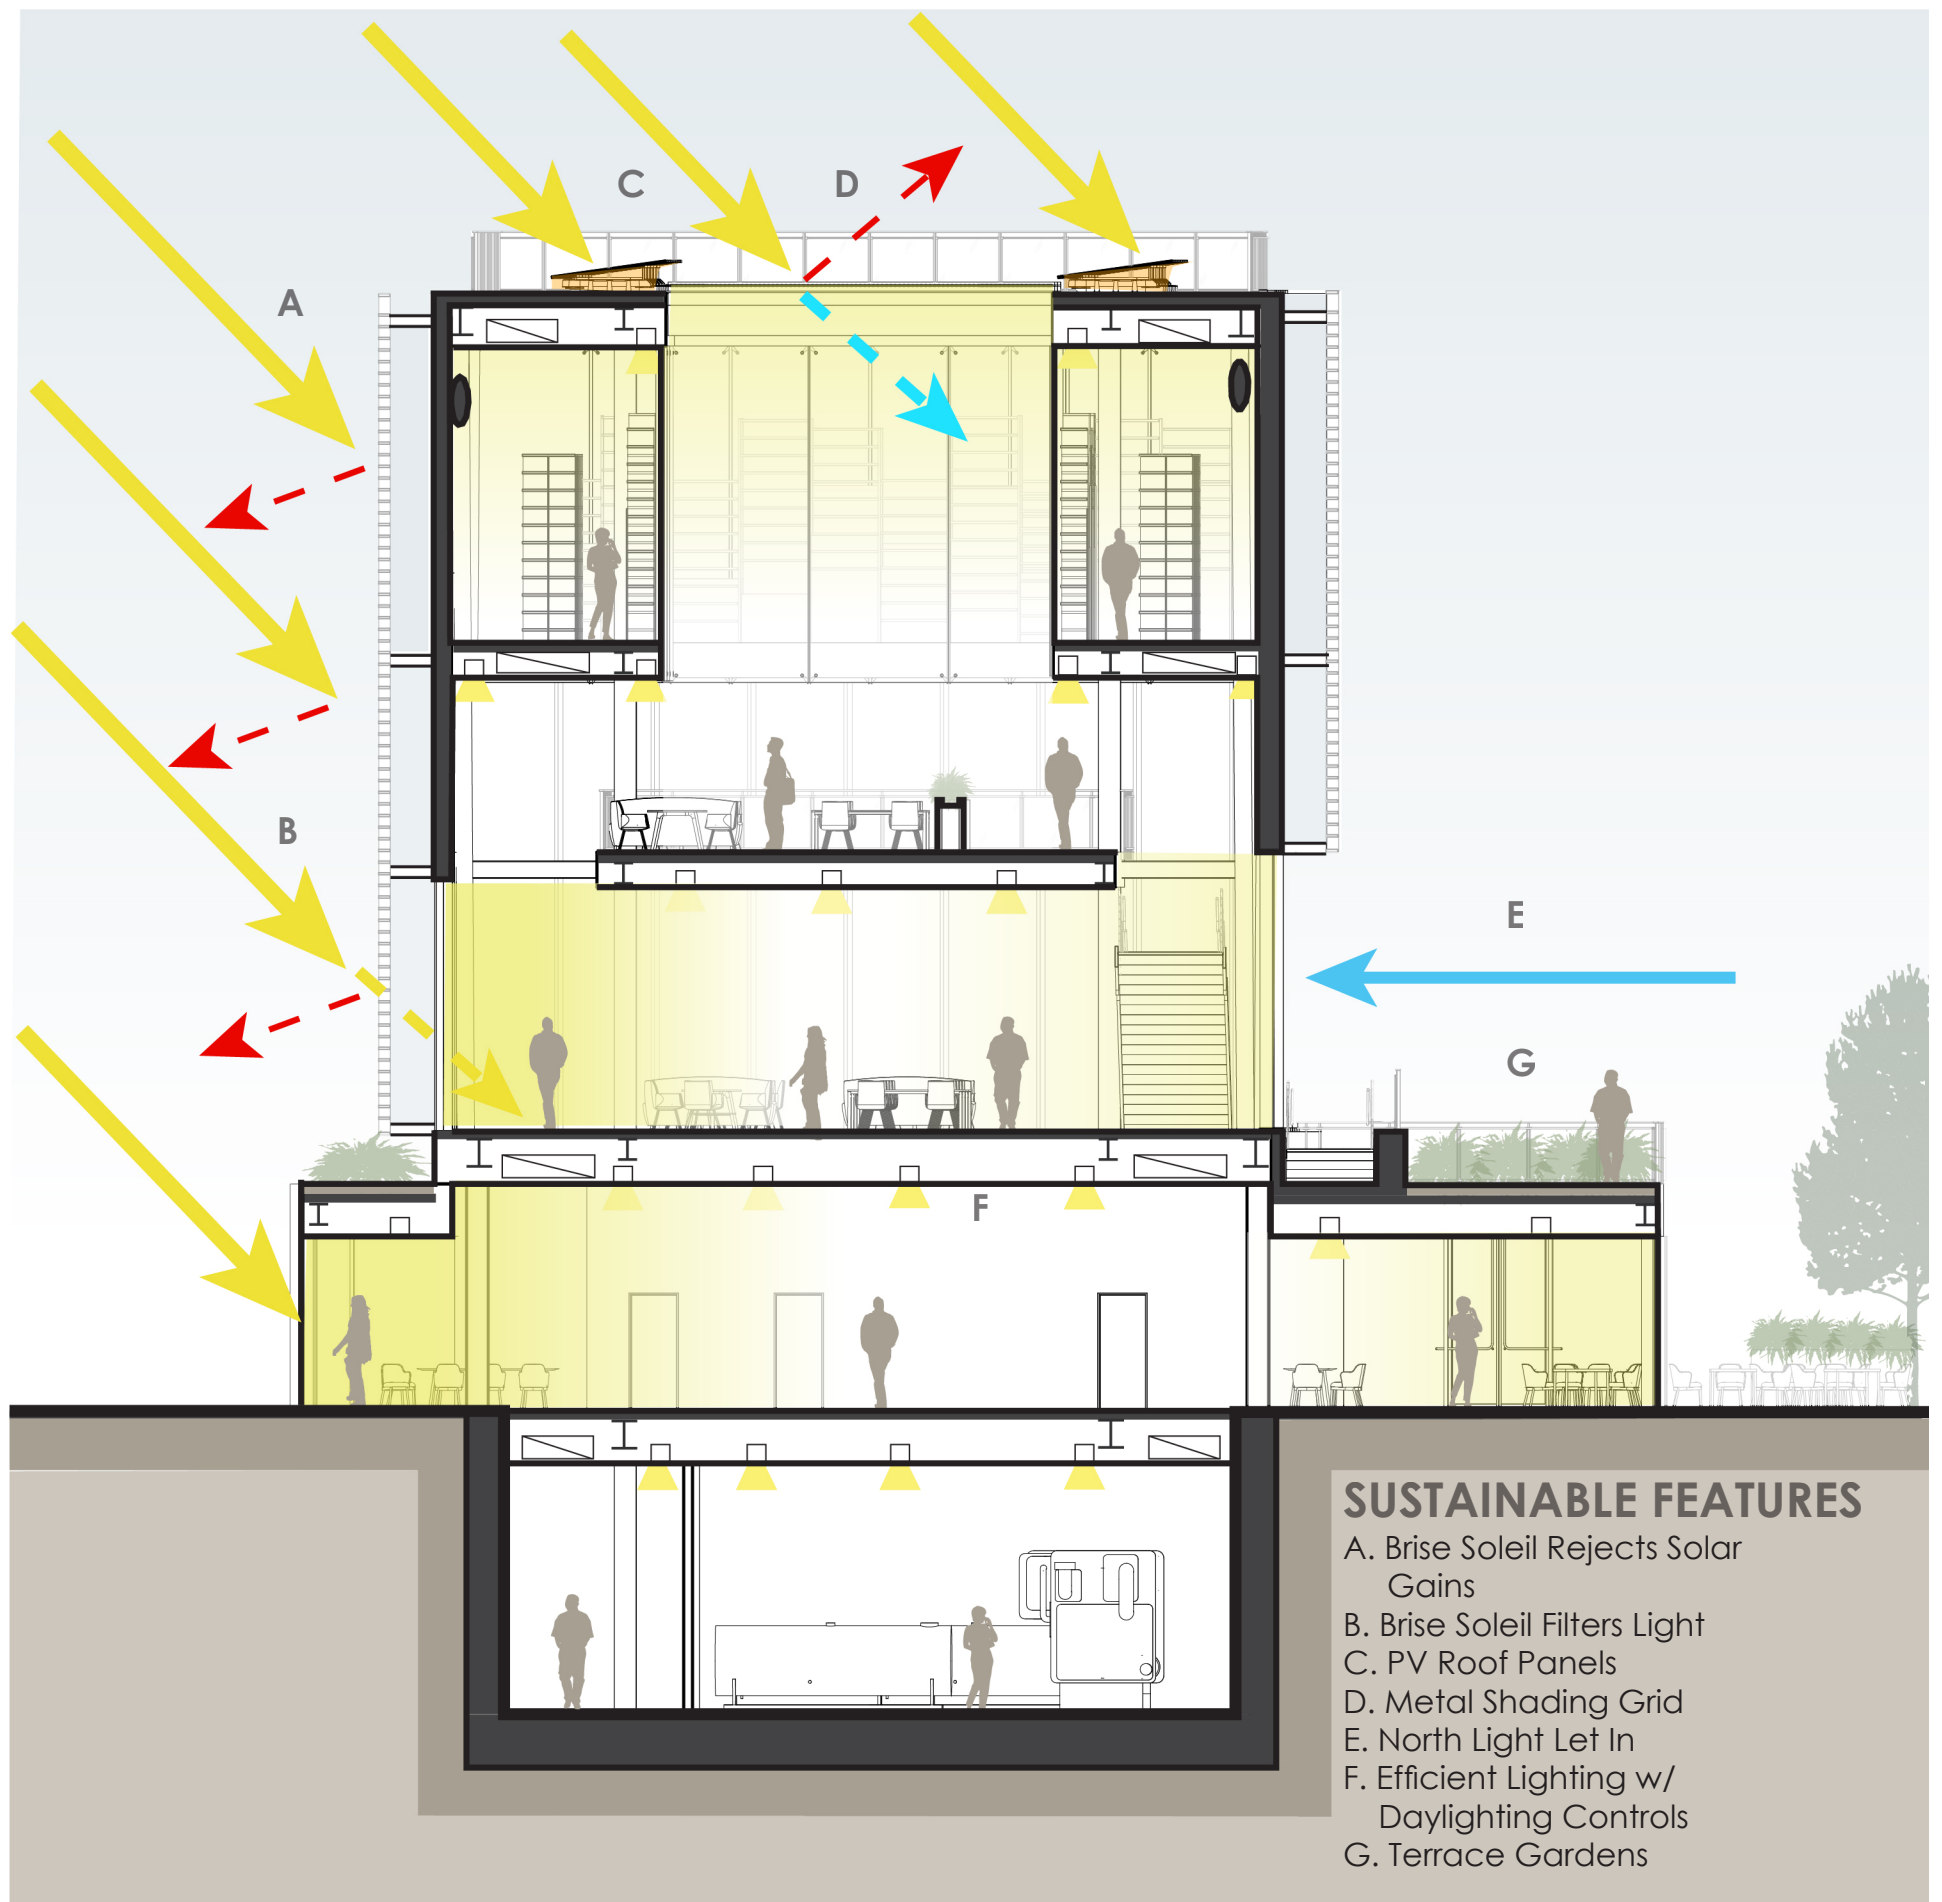 C
D
A
B
E
G
F
SUSTAINABLE FEATURES
A. Brise Soleil Rejects Solar
Gains
B. Brise Soleil Filters Light
C. PV Roof Panels
D. Metal Shading Grid
E. North Light Let In
F. Efficient Lighting w/
Daylighting Controls
G. Terrace Gardens